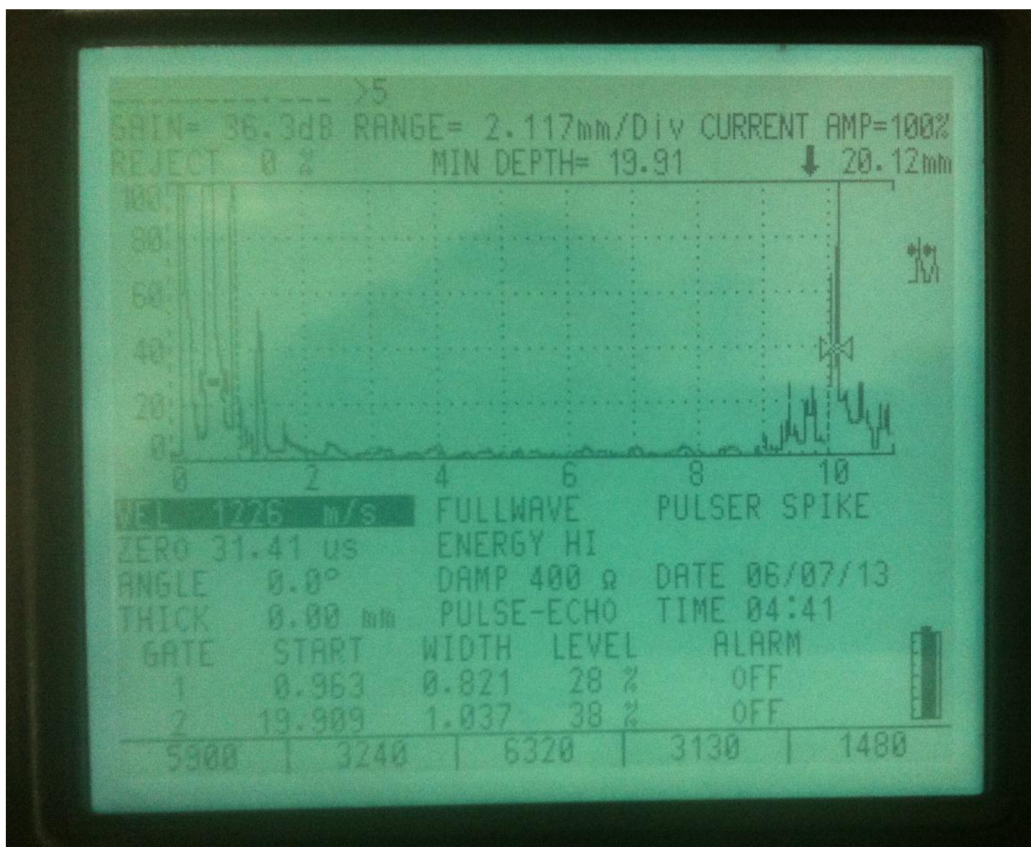 >5
GAIN= 36.3dB RANGE= 2.117mm/Div CURRENT AMP=100%
REJECT 0 % MIN DEPTH= 19.91 ↓ 20.12mm
100
80
60
40
20
0
0 2 4 6 8 10
VEL 1226 m/s FULLWAVE PULSER SPIKE
ZERO 31.41 us ENERGY HI
ANGLE 0.0° DAMP 400 Ω DATE 06/07/13
THICK 0.00 mm PULSE-ECHO TIME 04:41
GATE START WIDTH LEVEL ALARM
1 0.963 0.821 28 % OFF
2 19.909 1.037 38 % OFF
5900 | 3240 | 6320 | 3130 | 1480